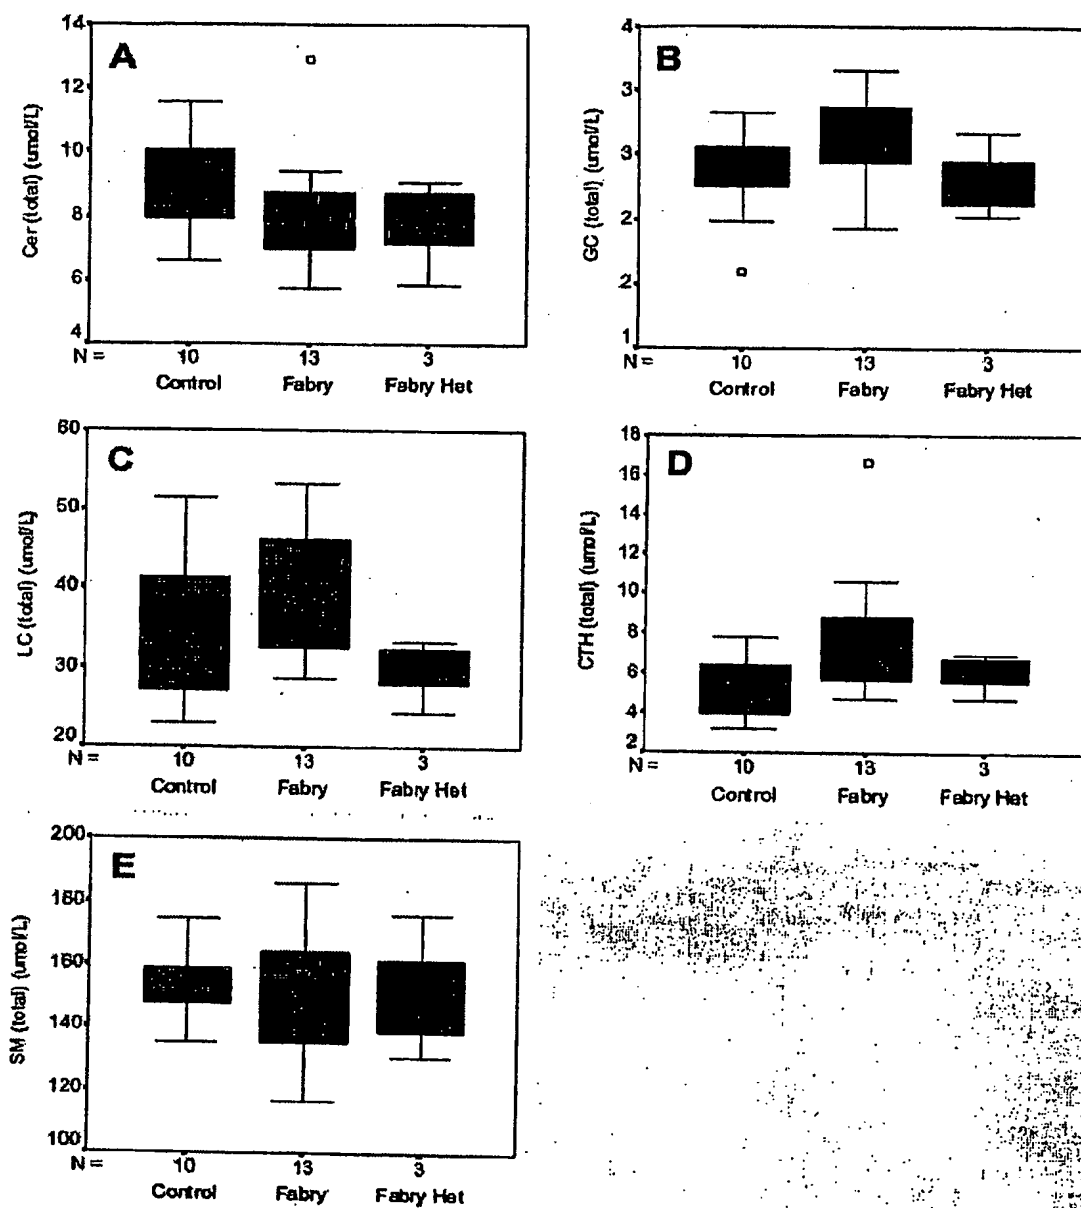 A
Cer (total) (umol/L)
14
12
10
8
6
4
N =
10
13
3
Control
Fabry
Fabry Het
B
GC (total) (umol/L)
4
3
3
2
2
1
N =
10
13
3
Control
Fabry
Fabry Het
C
LC (total) (umol/L)
60
50
40
30
20
N =
10
13
3
Control
Fabry
Fabry Het
D
CTH (total) (umol/L)
18
16
14
12
10
8
6
4
2
N =
10
13
3
Control
Fabry
Fabry Het
E
SM (total) (umol/L)
200
180
160
140
120
100
N =
10
13
3
Control
Fabry
Fabry Het